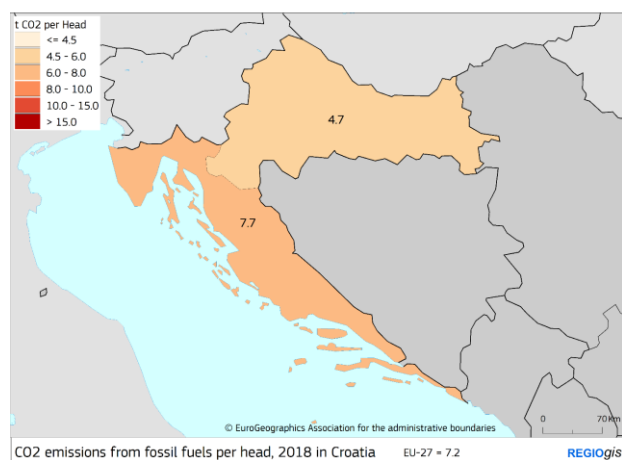 t CO2 per Head
<= 4.5
4.5 - 6.0
6.0 - 8.0
8.0 - 10.0
10.0 - 15.0
> 15.0
4.7
7.7
© EuroGeographics Association for the administrative boundaries
0 70 Km
CO2 emissions from fossil fuels per head, 2018 in Croatia EU-27 = 7.2 REGIOgis